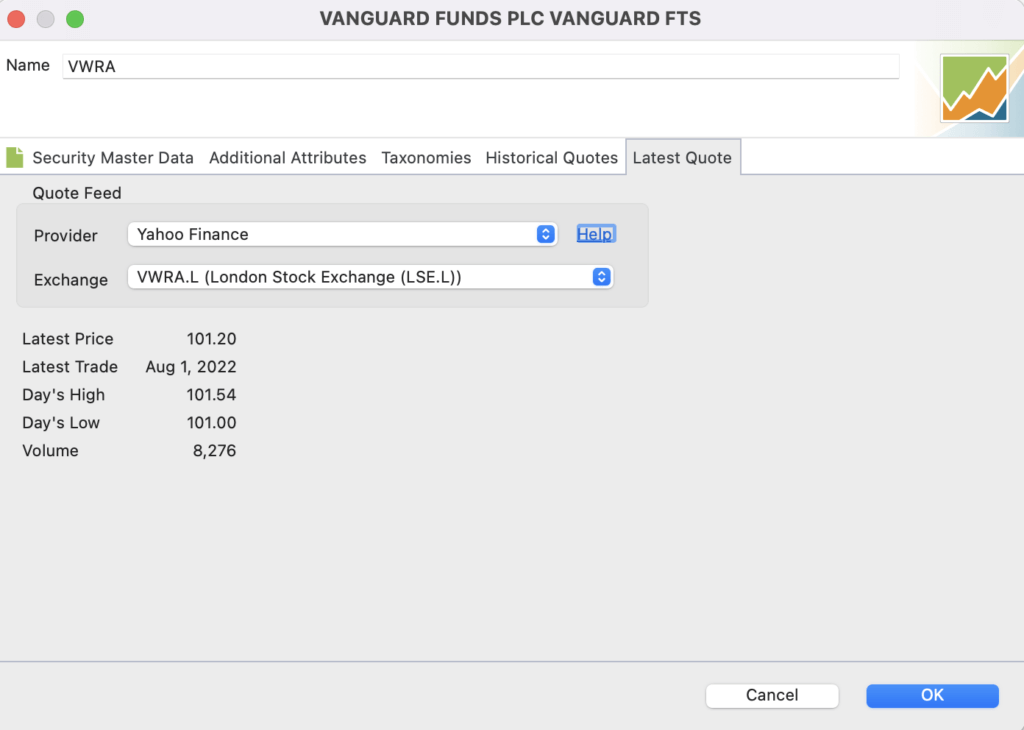 VANGUARD FUNDS PLC VANGUARD FTS
Name VWRA
Security Master Data Additional Attributes Taxonomies Historical Quotes Latest Quote
Quote Feed
Provider Yahoo Finance Help
Exchange VWRA.L (London Stock Exchange (LSE.L))
Latest Price 101.20
Latest Trade Aug 1, 2022
Day's High 101.54
Day's Low 101.00
Volume 8,276
Cancel OK